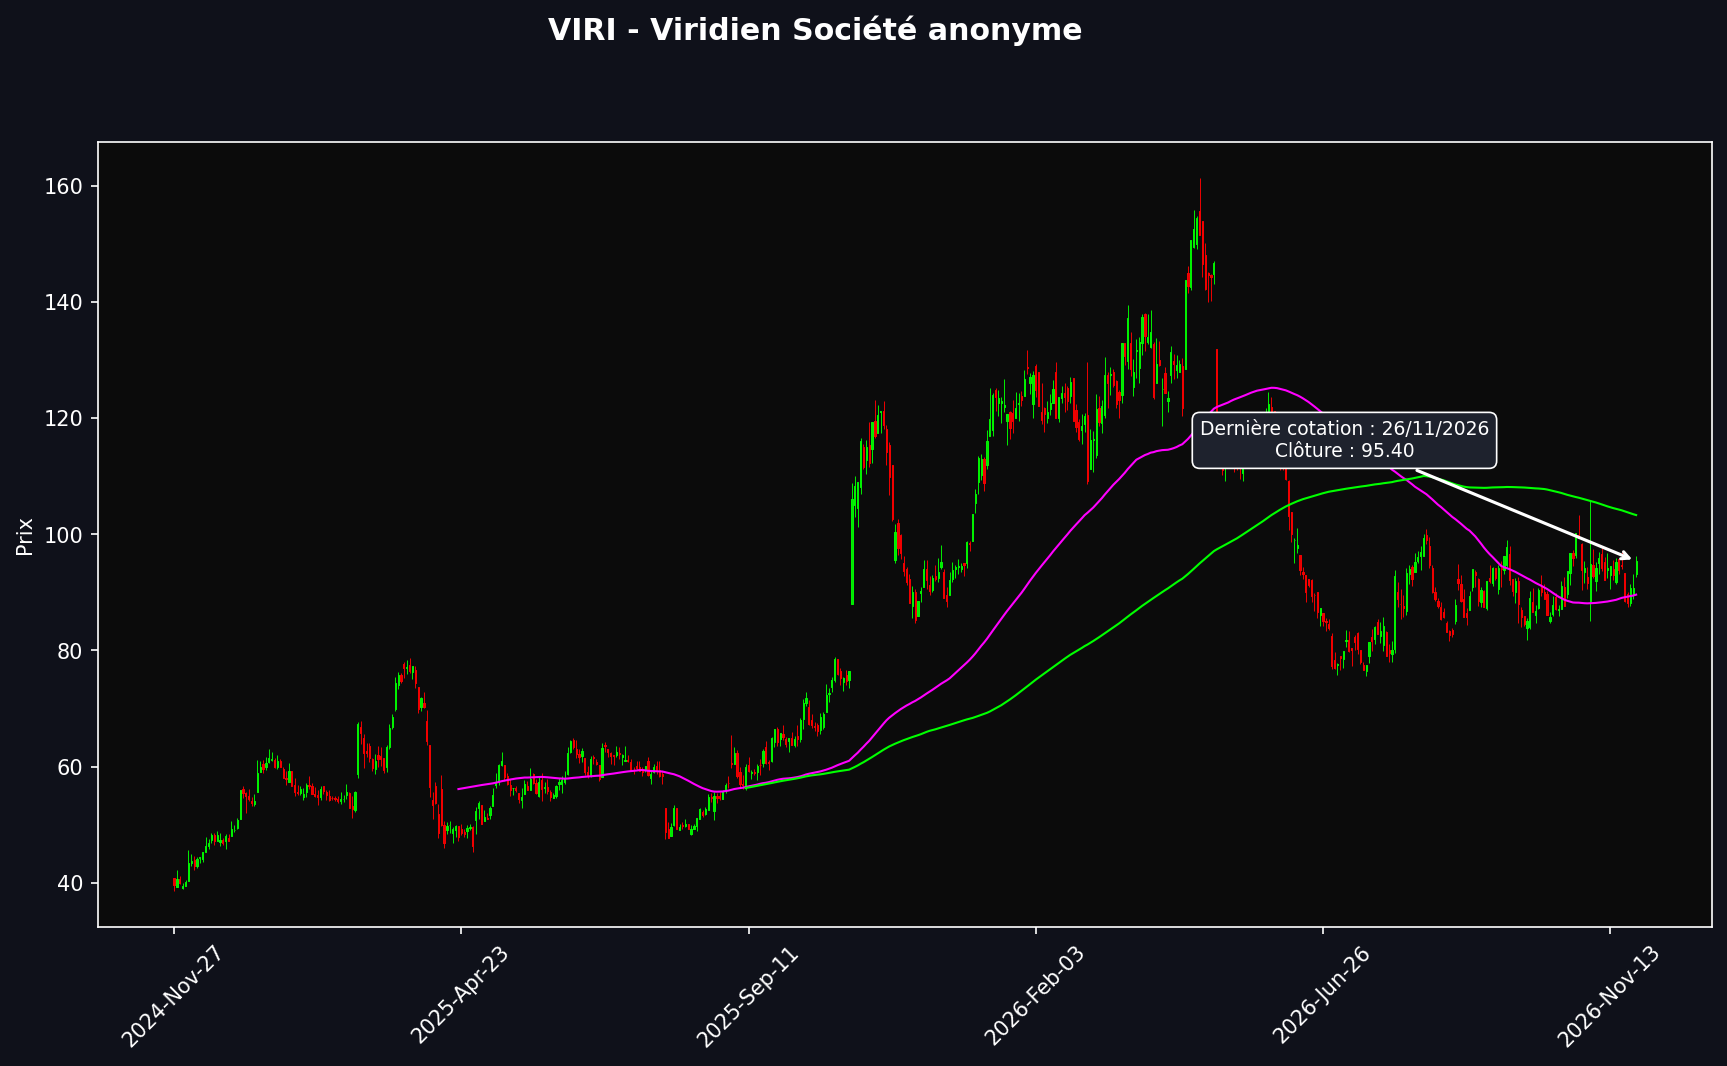 VIRI - Viridien Société anonyme
160
140
120
100
80
60
40
Prix
Dernière cotation : 26/11/2026
Clôture : 95.40
2024-Nov-27
2025-Apr-23
2025-Sep-11
2026-Feb-03
2026-Jun-26
2026-Nov-13